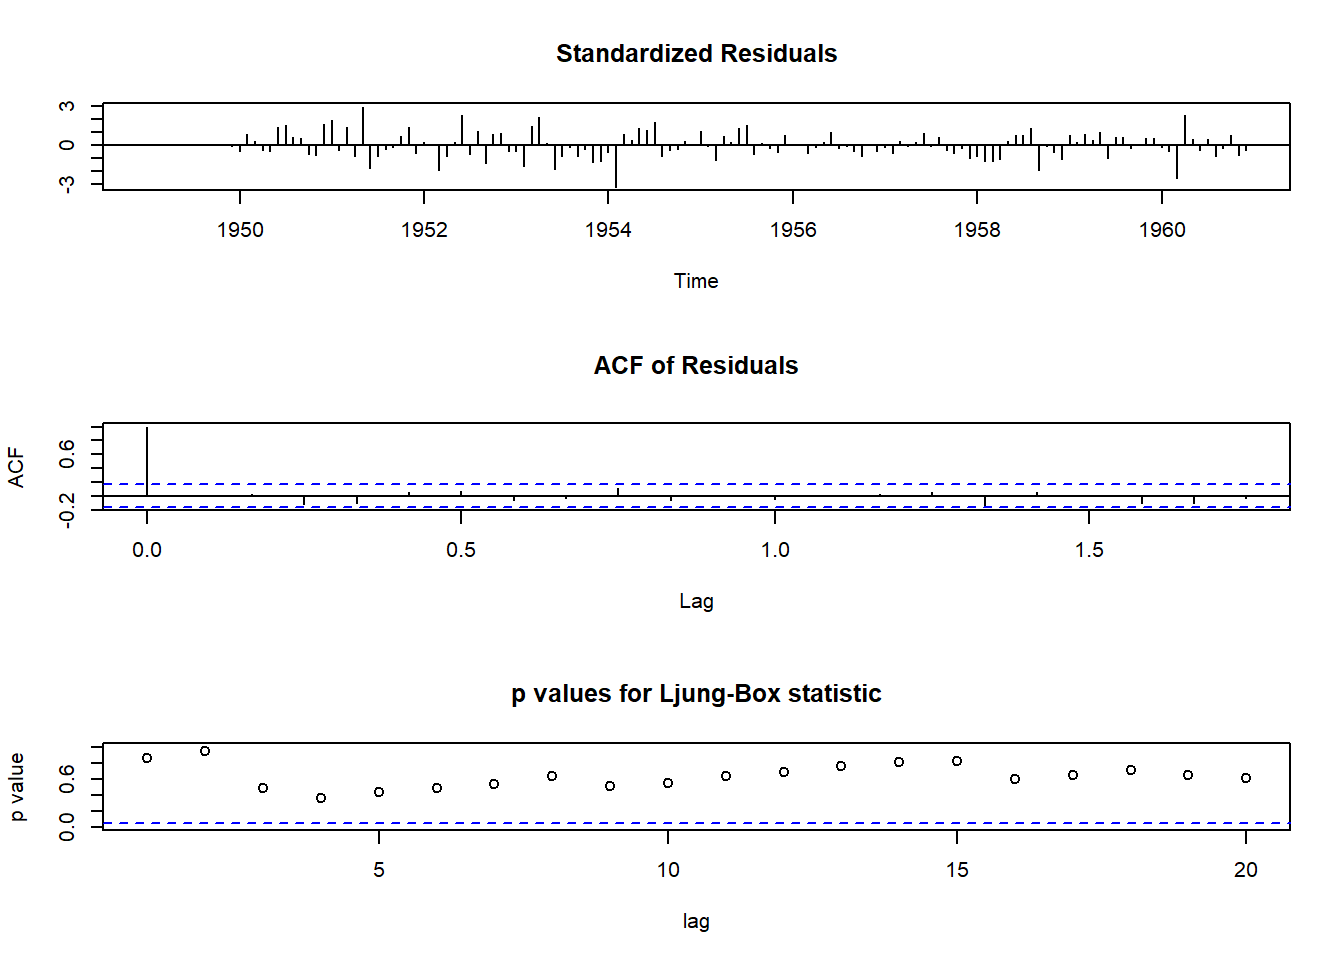 Standardized Residuals
3
0
-3
1950 1952 1954 1956 1958 1960
Time
ACF of Residuals
ACF
0.6
-0.2
0.0 0.5 1.0 1.5
Lag
p values for Ljung-Box statistic
p value
0.6
0.0
5 10 15 20
lag